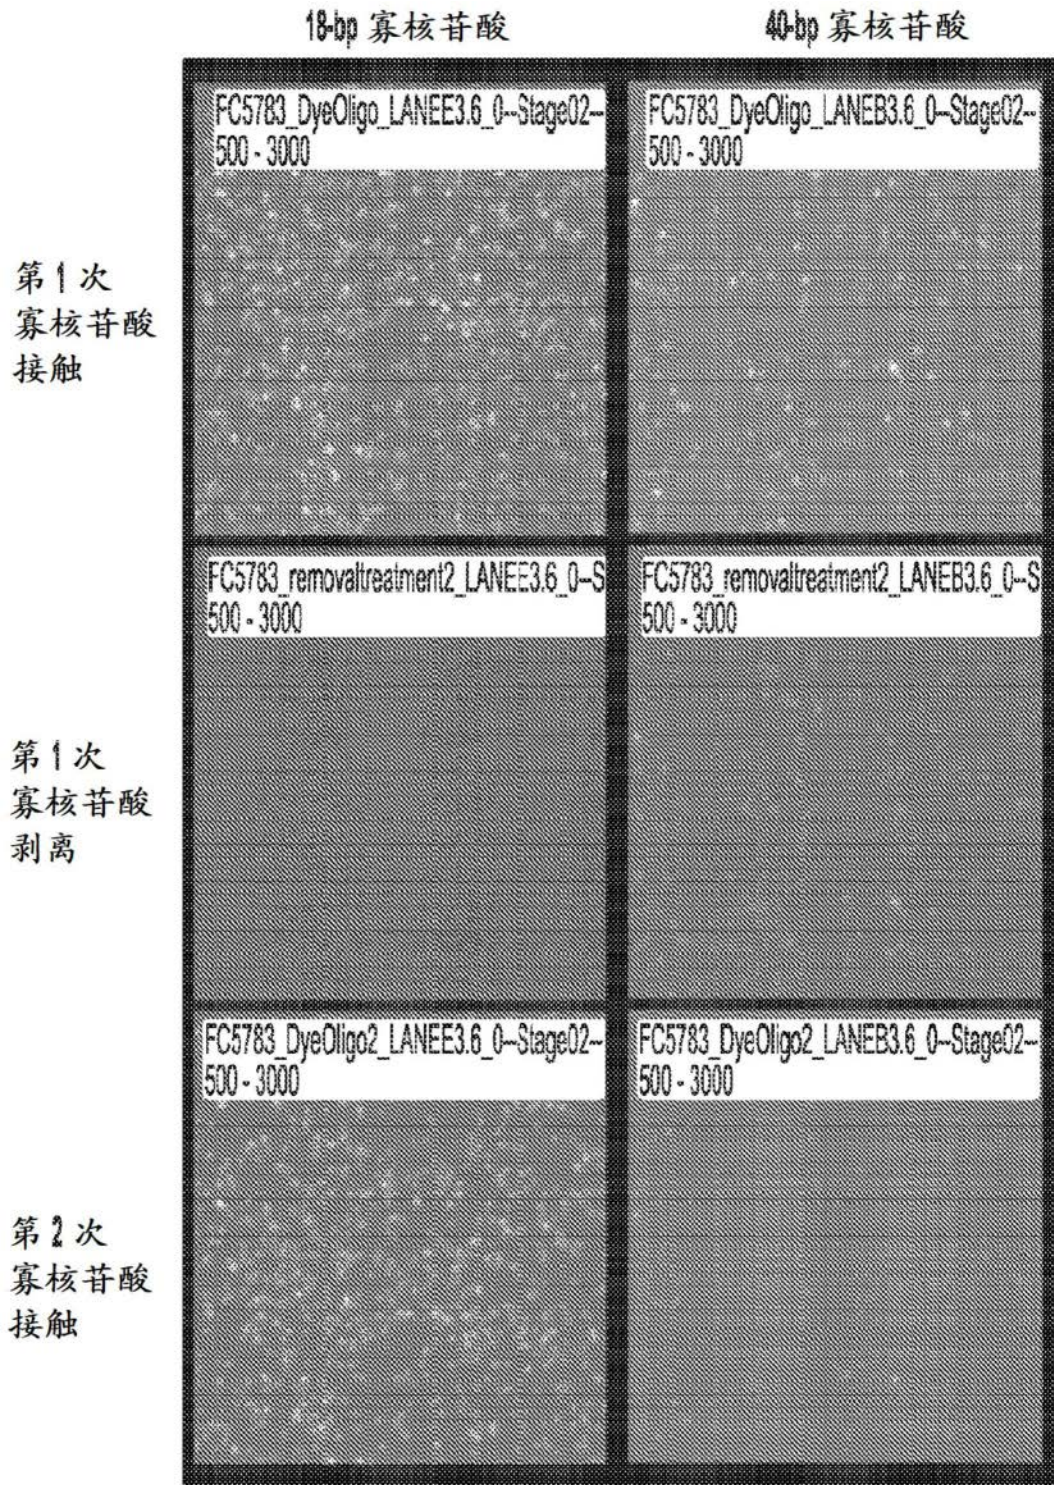 18-bp 寡核苷酸
40-bp 寡核苷酸
FC5783_DyeOligo_LANEE3.6_0--Stage02--
500 - 3000
FC5783_DyeOligo_LANEB3.6_0--Stage02--
500 - 3000
第1次
寡核苷酸
接触
FC5783_removaltreatment2_LANEE3.6_0--S
500 - 3000
FC5783_removaltreatment2_LANEB3.6_0--S
500 - 3000
第1次
寡核苷酸
剥离
FC5783_DyeOligo2_LANEE3.6_0--Stage02--
500 - 3000
FC5783_DyeOligo2_LANEB3.6_0--Stage02--
500 - 3000
第2次
寡核苷酸
接触